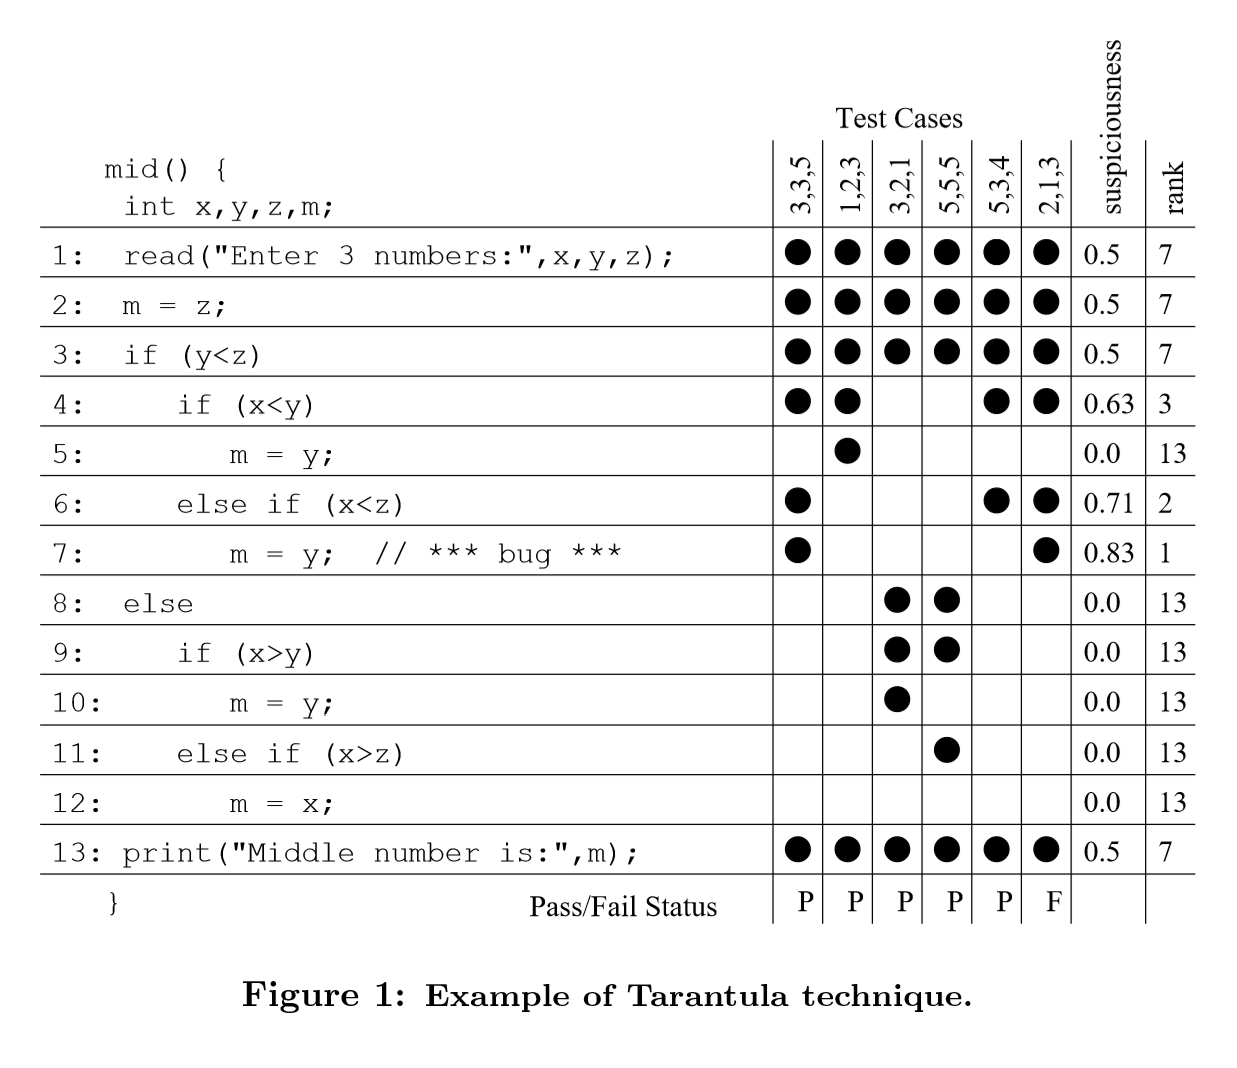 Test Cases
mid() {
int x,y,z,m;
3,3,5 1,2,3 3,2,1 5,5,5 5,3,4 2,1,3 suspiciousness rank
1: read("Enter 3 numbers:",x,y,z); ● ● ● ● ● ● 0.5 7
2: m = z; ● ● ● ● ● ● 0.5 7
3: if (y<z) ● ● ● ● ● ● 0.5 7
4: if (x<y) ● ● ● ● 0.63 3
5: m = y; ● 0.0 13
6: else if (x<z) ● ● ● 0.71 2
7: m = y; // *** bug *** ● ● 0.83 1
8: else ● ● 0.0 13
9: if (x>y) ● ● 0.0 13
10: m = y; ● 0.0 13
11: else if (x>z) ● 0.0 13
12: m = x; 0.0 13
13: print("Middle number is:",m); ● ● ● ● ● ● 0.5 7
} Pass/Fail Status P P P P P F
Figure 1: Example of Tarantula technique.